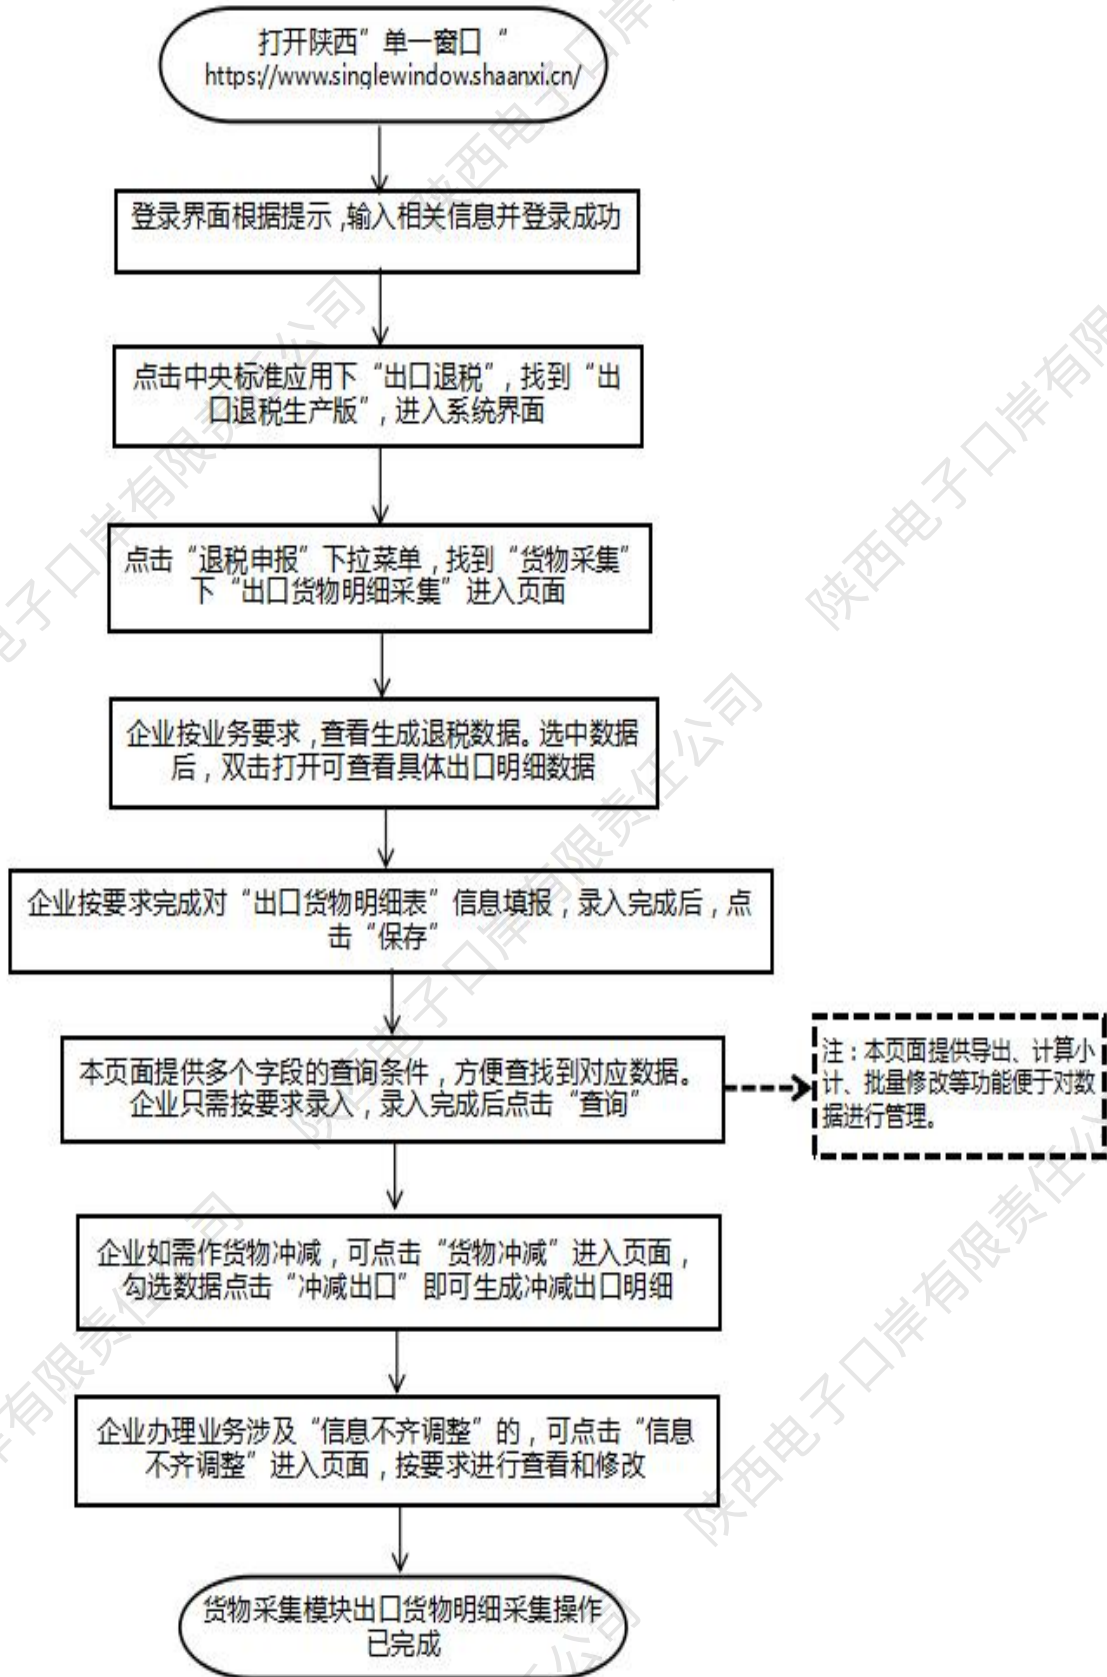 打开陕西”单一窗口“
https://www.singlewindow.shaanxi.cn/
登录界面根据提示,输入相关信息并登录成功
点击中央标准应用下“出口退税”,找到“出
口退税生产版”,进入系统界面
点击“退税申报”下拉菜单,找到“货物采集”
下“出口货物明细采集”进入页面
企业按业务要求,查看生成退税数据。选中数据
后,双击打开可查看具体出口明细数据
企业按要求完成对“出口货物明细表”信息填报,录入完成后,点
击“保存”
本页面提供多个字段的查询条件,方便查找到对应数据。
企业只需按要求录入,录入完成后点击“查询”
注:本页面提供导出、计算小
计、批量修改等功能便于对数
据进行管理。
企业如需作货物冲减,可点击“货物冲减”进入页面,
勾选数据点击“冲减出口”即可生成冲减出口明细
企业办理业务涉及“信息不齐调整”的,可点击“信息
不齐调整”进入页面,按要求进行查看和修改
货物采集模块出口货物明细采集操作
已完成
陕西电子口岸有限责任公司